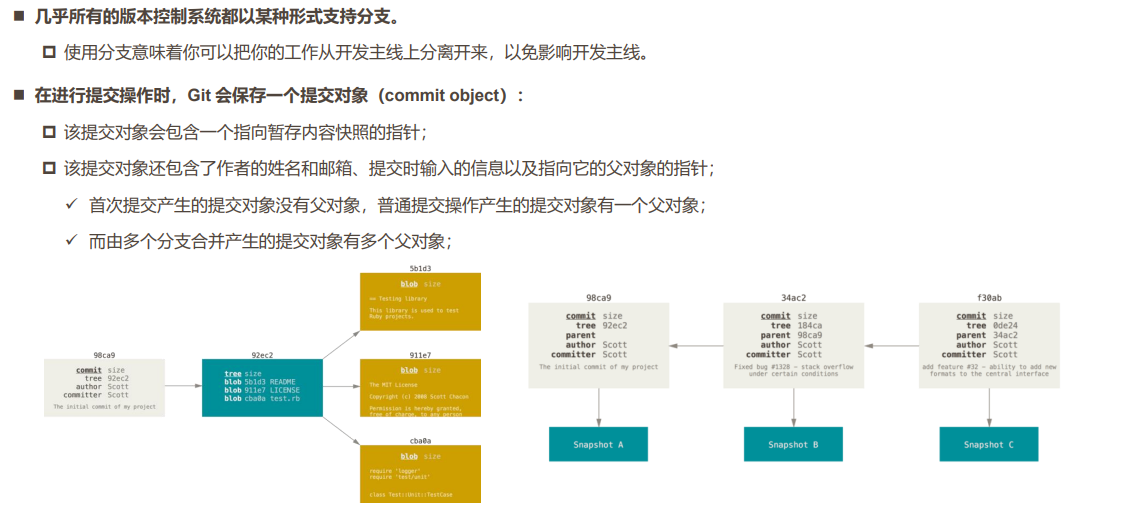 几乎所有的版本控制系统都以某种形式支持分支。
使用分支意味着你可以把你的工作从开发主线上分离开来，以免影响开发主线。
在进行提交操作时，Git 会保存一个提交对象（commit object）：
该提交对象会包含一个指向暂存内容快照的指针；
该提交对象还包含了作者的姓名和邮箱、提交时输入的信息以及指向它的父对象的指针；
首次提交产生的提交对象没有父对象，普通提交操作产生的提交对象有一个父对象；
而由多个分支合并产生的提交对象有多个父对象；
98ca9
commit size
tree 92ec2
author Scott
committer Scott
The initial commit of my project
92ec2
tree size
blob 5b1d3 README
blob 911e7 LICENSE
blob cba0a test.rb
5b1d3
blob size
== Testing library
This library is used to test
Ruby projects.
911e7
blob size
The MIT License
Copyright (c) 2008 Scott Chacon
Permission is hereby granted,
free of charge, to any person
cba0a
blob size
require 'logger'
require 'test/unit'
class Test::Unit::TestCase
98ca9
commit size
tree 92ec2
parent
author Scott
committer Scott
The initial commit of my project
Snapshot A
34ac2
commit size
tree 184ca
parent 98ca9
author Scott
committer Scott
Fixed bug #1328 – stack overflow
under certain conditions
Snapshot B
f30ab
commit size
tree 0de24
parent 34ac2
author Scott
committer Scott
add feature #32 – ability to add new
formats to the central interface
Snapshot C